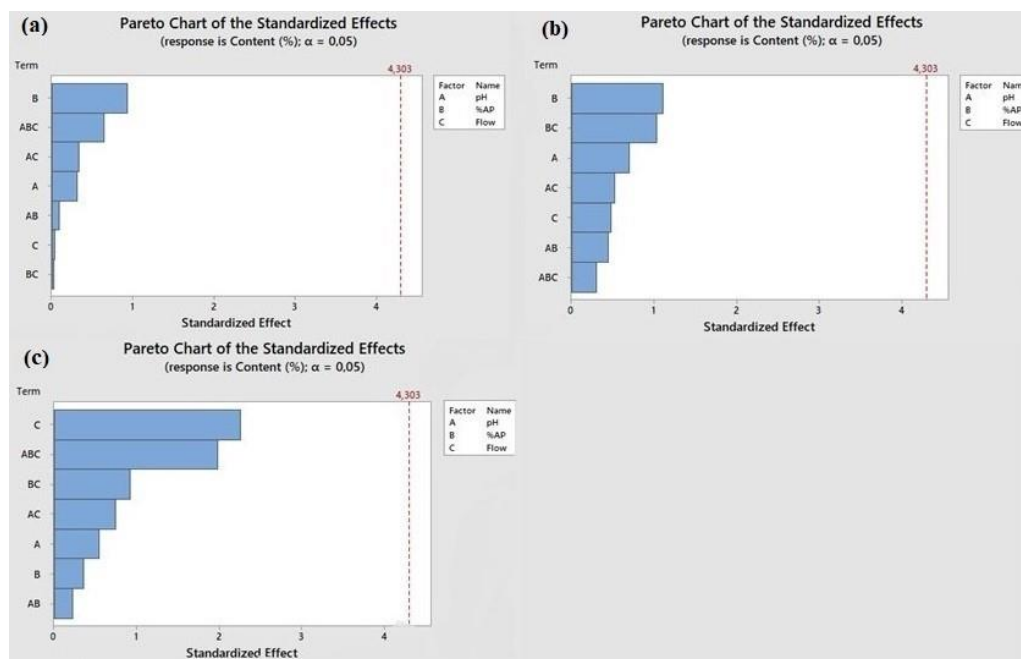 (a)
Pareto Chart of the Standardized Effects
(response is Content (%); α = 0,05)
Term
4,303
Factor Name
A pH
B %AP
C Flow
B
ABC
AC
A
AB
C
BC
0 1 2 3 4
Standardized Effect
(b)
Pareto Chart of the Standardized Effects
(response is Content (%); α = 0,05)
Term
4,303
Factor Name
A pH
B %AP
C Flow
B
BC
A
AC
C
AB
ABC
0 1 2 3 4
Standardized Effect
(c)
Pareto Chart of the Standardized Effects
(response is Content (%); α = 0,05)
Term
4,303
Factor Name
A pH
B %AP
C Flow
C
ABC
BC
AC
A
B
AB
0 1 2 3 4
Standardized Effect